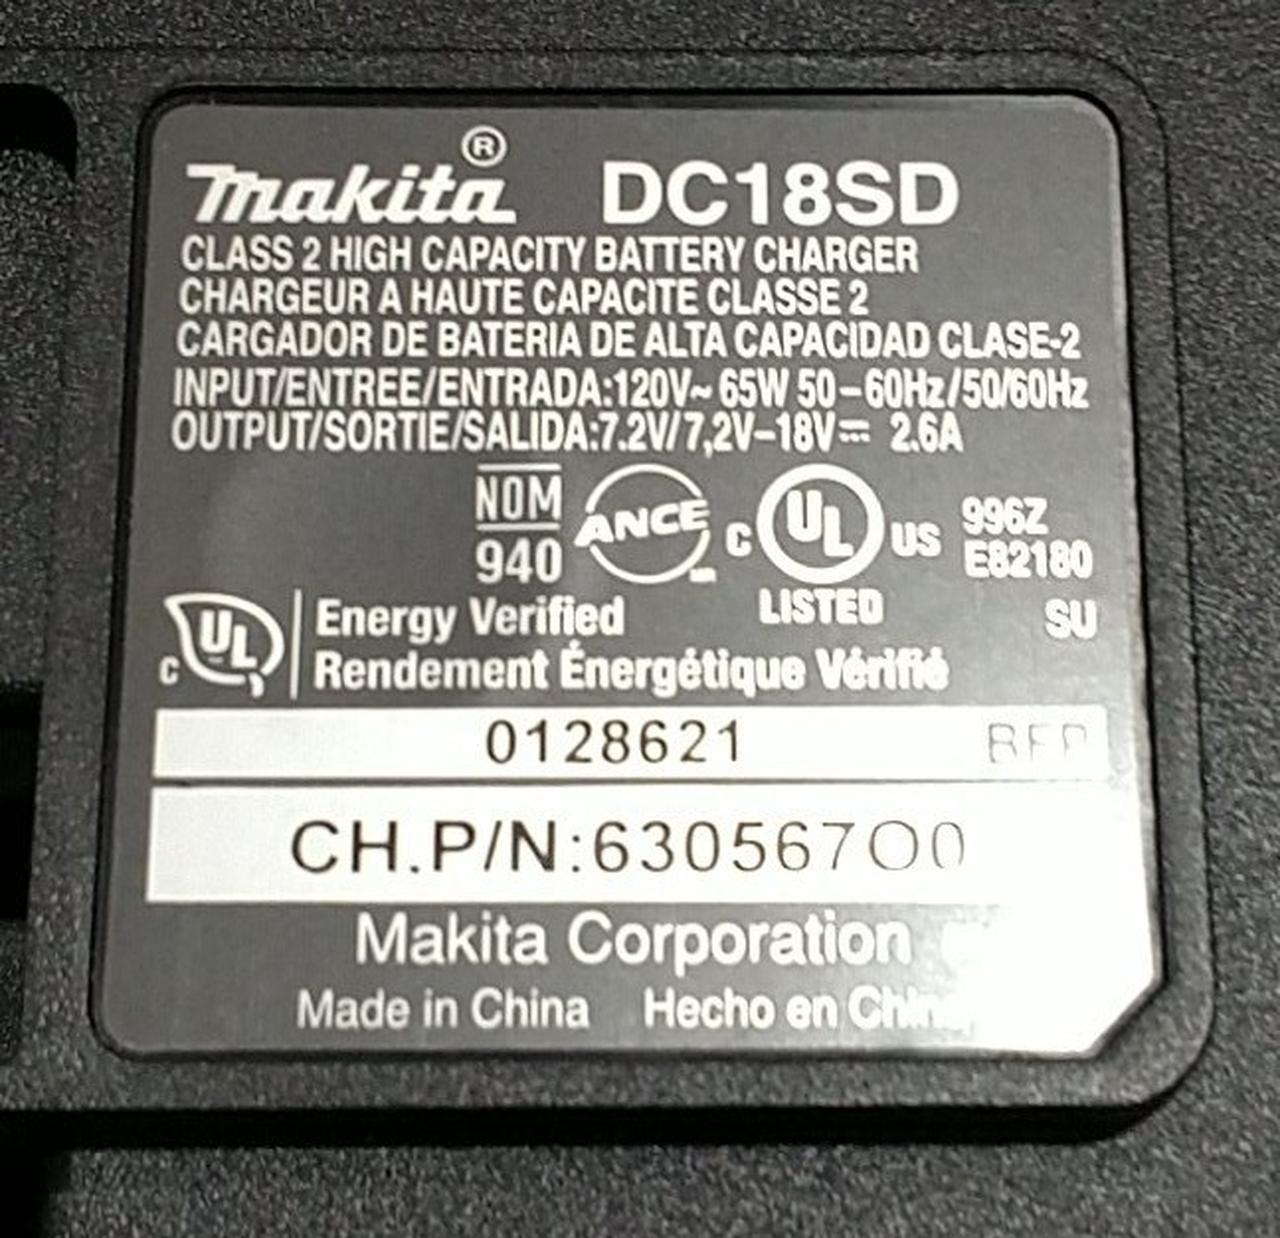 makita® DC18SD
CLASS 2 HIGH CAPACITY BATTERY CHARGER
CHARGEUR A HAUTE CAPACITE CLASSE 2
CARGADOR DE BATERIA DE ALTA CAPACIDAD CLASE-2
INPUT/ENTREE/ENTRADA:120V~ 65W 50–60Hz/50/60Hz
OUTPUT/SORTIE/SALIDA:7.2V/7,2V–18V⎓ 2.6A
NOM
940
ANCE
C UL US
LISTED
996Z
E82180
SU
C UL
Energy Verified
Rendement Énergétique Vérifié
0128621
CH.P/N:630567O0
Makita Corporation
Made in China Hecho en